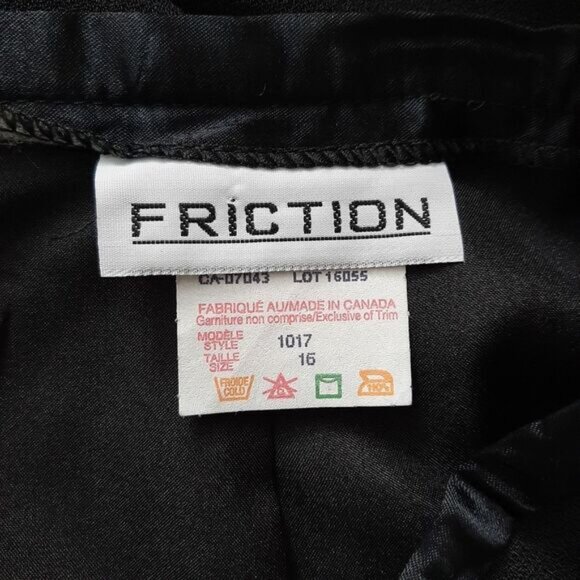 FRiCTION
CA-07043 LOT 16055
FABRIQUÉ AU/MADE IN CANADA
Garniture non comprise/Exclusive of Trim
MODÈLE
STYLE 1017
TAILLE
SIZE 16
FROIDE
COLD